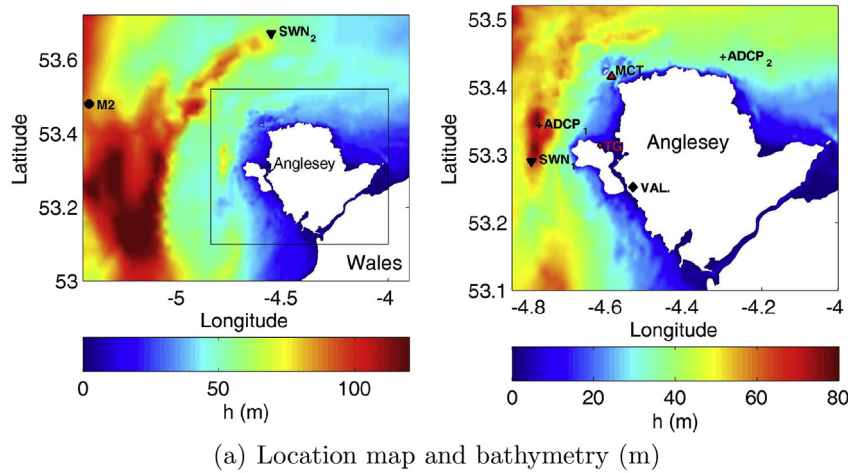 53.6
53.4
53.2
53
Latitude
SWN2
M2
Anglesey
Wales
-5
-4.5
-4
Longitude
0
50
100
h (m)
53.5
53.4
53.3
53.2
53.1
Latitude
+ADCP2
MCT
+ADCP1
Anglesey
TG
SWN1
VAL.
-4.8
-4.6
-4.4
-4.2
-4
Longitude
0
20
40
60
80
h (m)
(a) Location map and bathymetry (m)